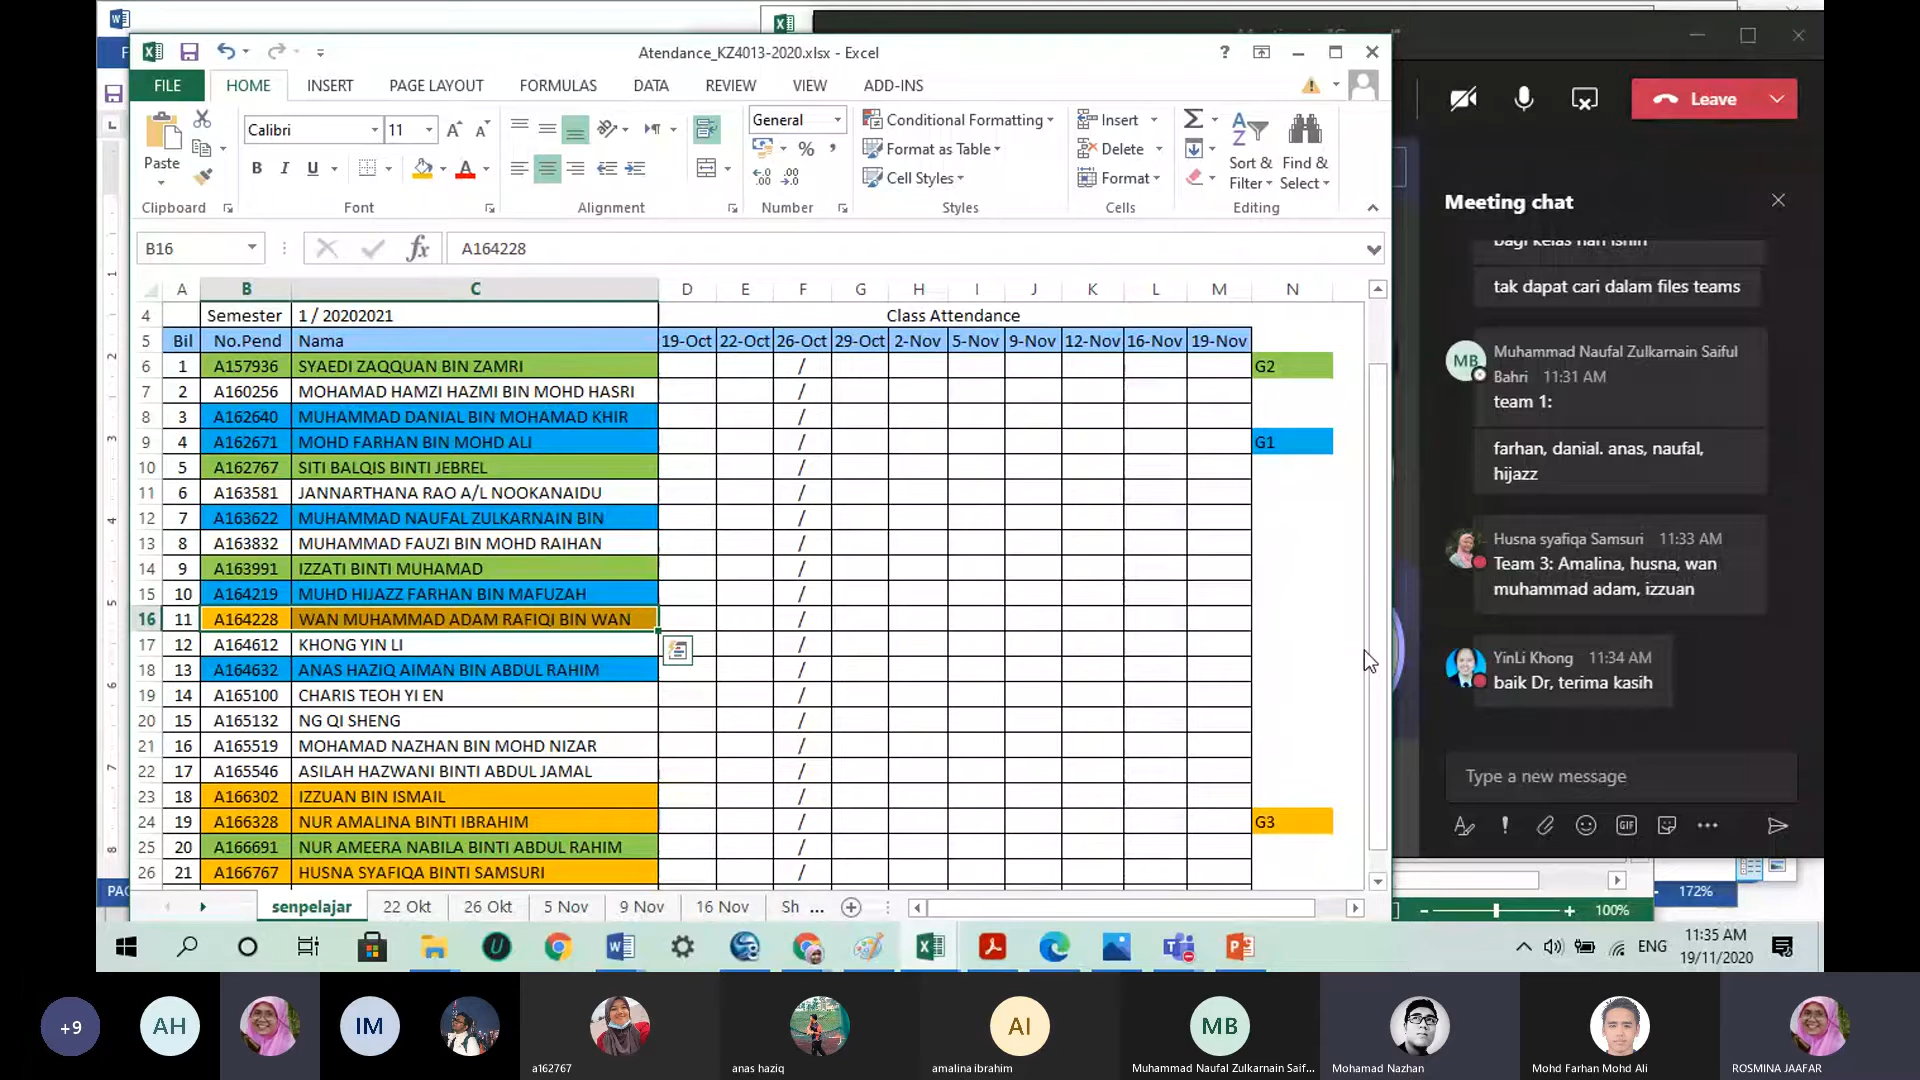 Atendance_KZ4013-2020.xlsx - Excel
FILE HOME INSERT PAGE LAYOUT FORMULAS DATA REVIEW VIEW ADD-INS
Calibri 11 General
Conditional Formatting
Insert
Format as Table
Delete
Paste
Sort & Filter
Find & Select
Cell Styles
Format
Clipboard Font Alignment Number Styles Cells Editing
B16 A164228
A B C D E F G H I J K L M N
4 Semester 1 / 20202021 Class Attendance
5 Bil No.Pend Nama 19-Oct 22-Oct 26-Oct 29-Oct 2-Nov 5-Nov 9-Nov 12-Nov 16-Nov 19-Nov
6 1 A157936 SYAEDI ZAQQUAN BIN ZAMRI / G2
7 2 A160256 MOHAMAD HAMZI HAZMI BIN MOHD HASRI /
8 3 A162640 MUHAMMAD DANIAL BIN MOHAMAD KHIR /
9 4 A162671 MOHD FARHAN BIN MOHD ALI / G1
10 5 A162767 SITI BALQIS BINTI JEBREL /
11 6 A163581 JANNARTHANA RAO A/L NOOKANAIDU /
12 7 A163622 MUHAMMAD NAUFAL ZULKARNAIN BIN /
13 8 A163832 MUHAMMAD FAUZI BIN MOHD RAIHAN /
14 9 A163991 IZZATI BINTI MUHAMAD /
15 10 A164219 MUHD HIJAZZ FARHAN BIN MAFUZAH /
16 11 A164228 WAN MUHAMMAD ADAM RAFIQI BIN WAN /
17 12 A164612 KHONG YIN LI /
18 13 A164632 ANAS HAZIQ AIMAN BIN ABDUL RAHIM /
19 14 A165100 CHARIS TEOH YI EN /
20 15 A165132 NG QI SHENG /
21 16 A165519 MOHAMAD NAZHAN BIN MOHD NIZAR /
22 17 A165546 ASILAH HAZWANI BINTI ABDUL JAMAL /
23 18 A166302 IZZUAN BIN ISMAIL /
24 19 A166328 NUR AMALINA BINTI IBRAHIM / G3
25 20 A166691 NUR AMEERA NABILA BINTI ABDUL RAHIM /
26 21 A166767 HUSNA SYAFIQA BINTI SAMSURI /
senpelajar 22 Okt 26 Okt 5 Nov 9 Nov 16 Nov Sh ...
Leave
Meeting chat
bagi kelas hari isnin
tak dapat cari dalam files teams
MB Muhammad Naufal Zulkarnain Saiful
Bahri 11:31 AM
team 1:
farhan, danial. anas, naufal,
hijazz
Husna syafiqa Samsuri 11:33 AM
Team 3: Amalina, husna, wan
muhammad adam, izzuan
YinLi Khong 11:34 AM
baik Dr, terima kasih
Type a new message
GIF
PAG
172%
100%
ENG 11:35 AM
19/11/2020
+9 AH IM AI MB
a162767 anas haziq amalina ibrahim Muhammad Naufal Zulkarnain Saif... Mohamad Nazhan Mohd Farhan Mohd Ali ROSMINA JAAFAR